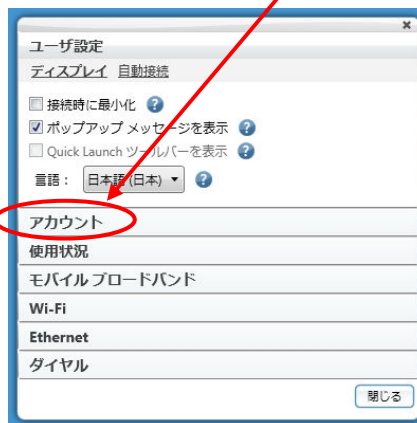 ユーザ設定
ディスプレイ 自動接続
接続時に最小化
ポップアップ メッセージを表示
Quick Launch ツールバーを表示
言語： 日本語 (日本)
アカウント
使用状況
モバイル ブロードバンド
Wi-Fi
Ethernet
ダイヤル
閉じる